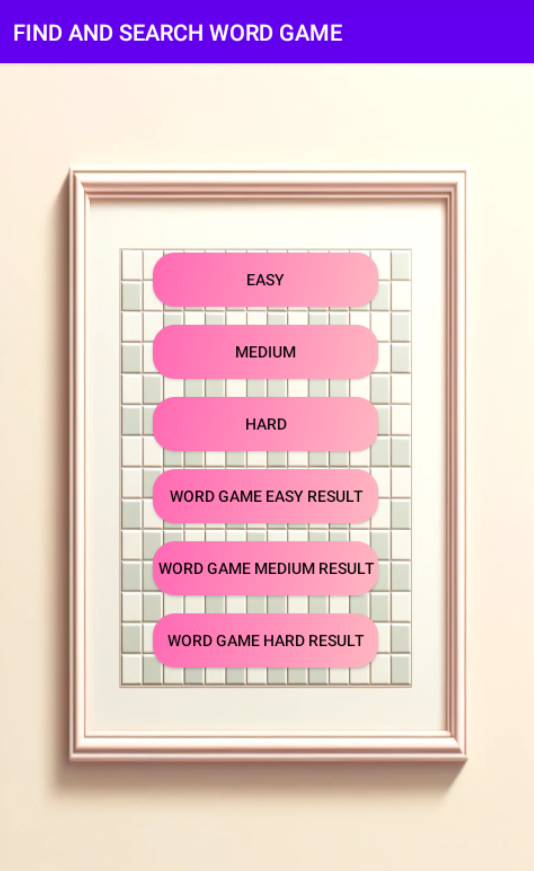 FIND AND SEARCH WORD GAME
EASY
MEDIUM
HARD
WORD GAME EASY RESULT
WORD GAME MEDIUM RESULT
WORD GAME HARD RESULT